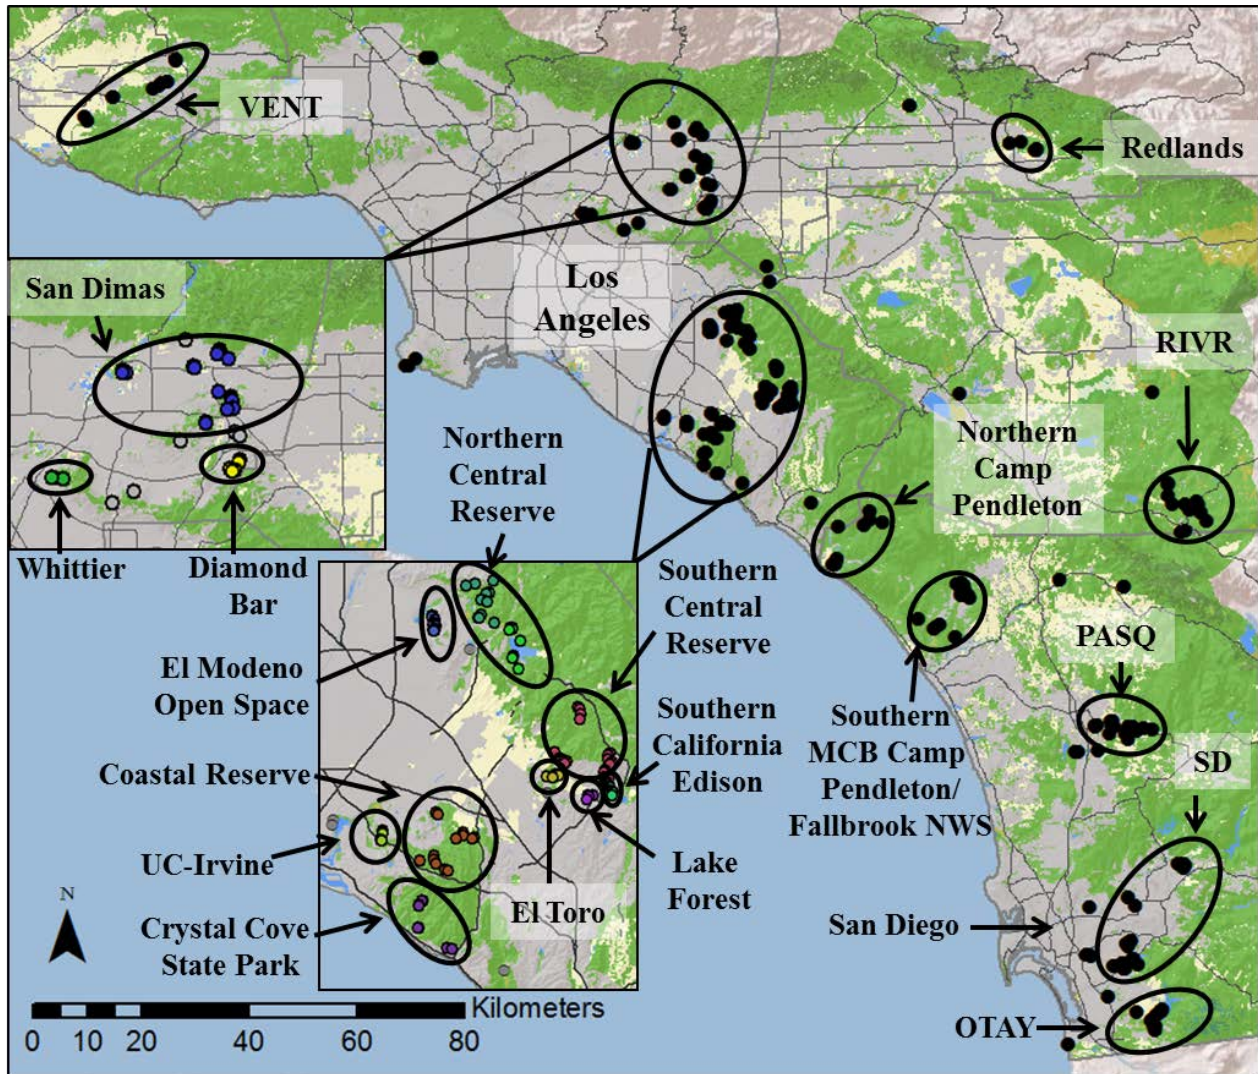 VENT
Redlands
Los
Angeles
San Dimas
RIVR
Northern
Central
Reserve
Northern
Camp
Pendleton
Whittier
Diamond
Bar
Southern
Central
Reserve
PASQ
El Modeno
Open Space
Southern
California
Edison
Southern
MCB Camp
Pendleton/
Fallbrook NWS
SD
Coastal Reserve
UC-Irvine
El Toro
Lake
Forest
San Diego
Crystal Cove
State Park
N
Kilometers
0 10 20 40 60 80
OTAY